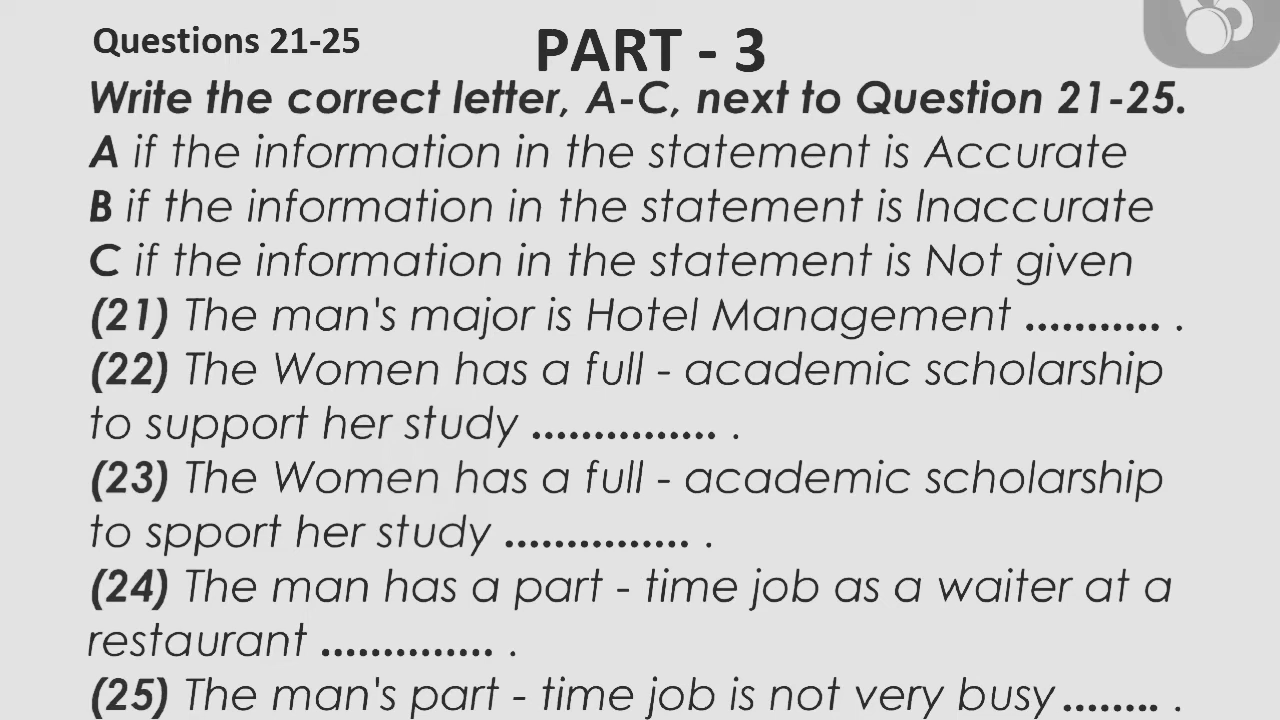 Questions 21-25
PART - 3
Write the correct letter, A-C, next to Question 21-25.
A if the information in the statement is Accurate
B if the information in the statement is Inaccurate
C if the information in the statement is Not given
(21) The man's major is Hotel Management ........... .
(22) The Women has a full - academic scholarship
to support her study ............... .
(23) The Women has a full - academic scholarship
to spport her study ............... .
(24) The man has a part - time job as a waiter at a
restaurant .............. .
(25) The man's part - time job is not very busy ........ .